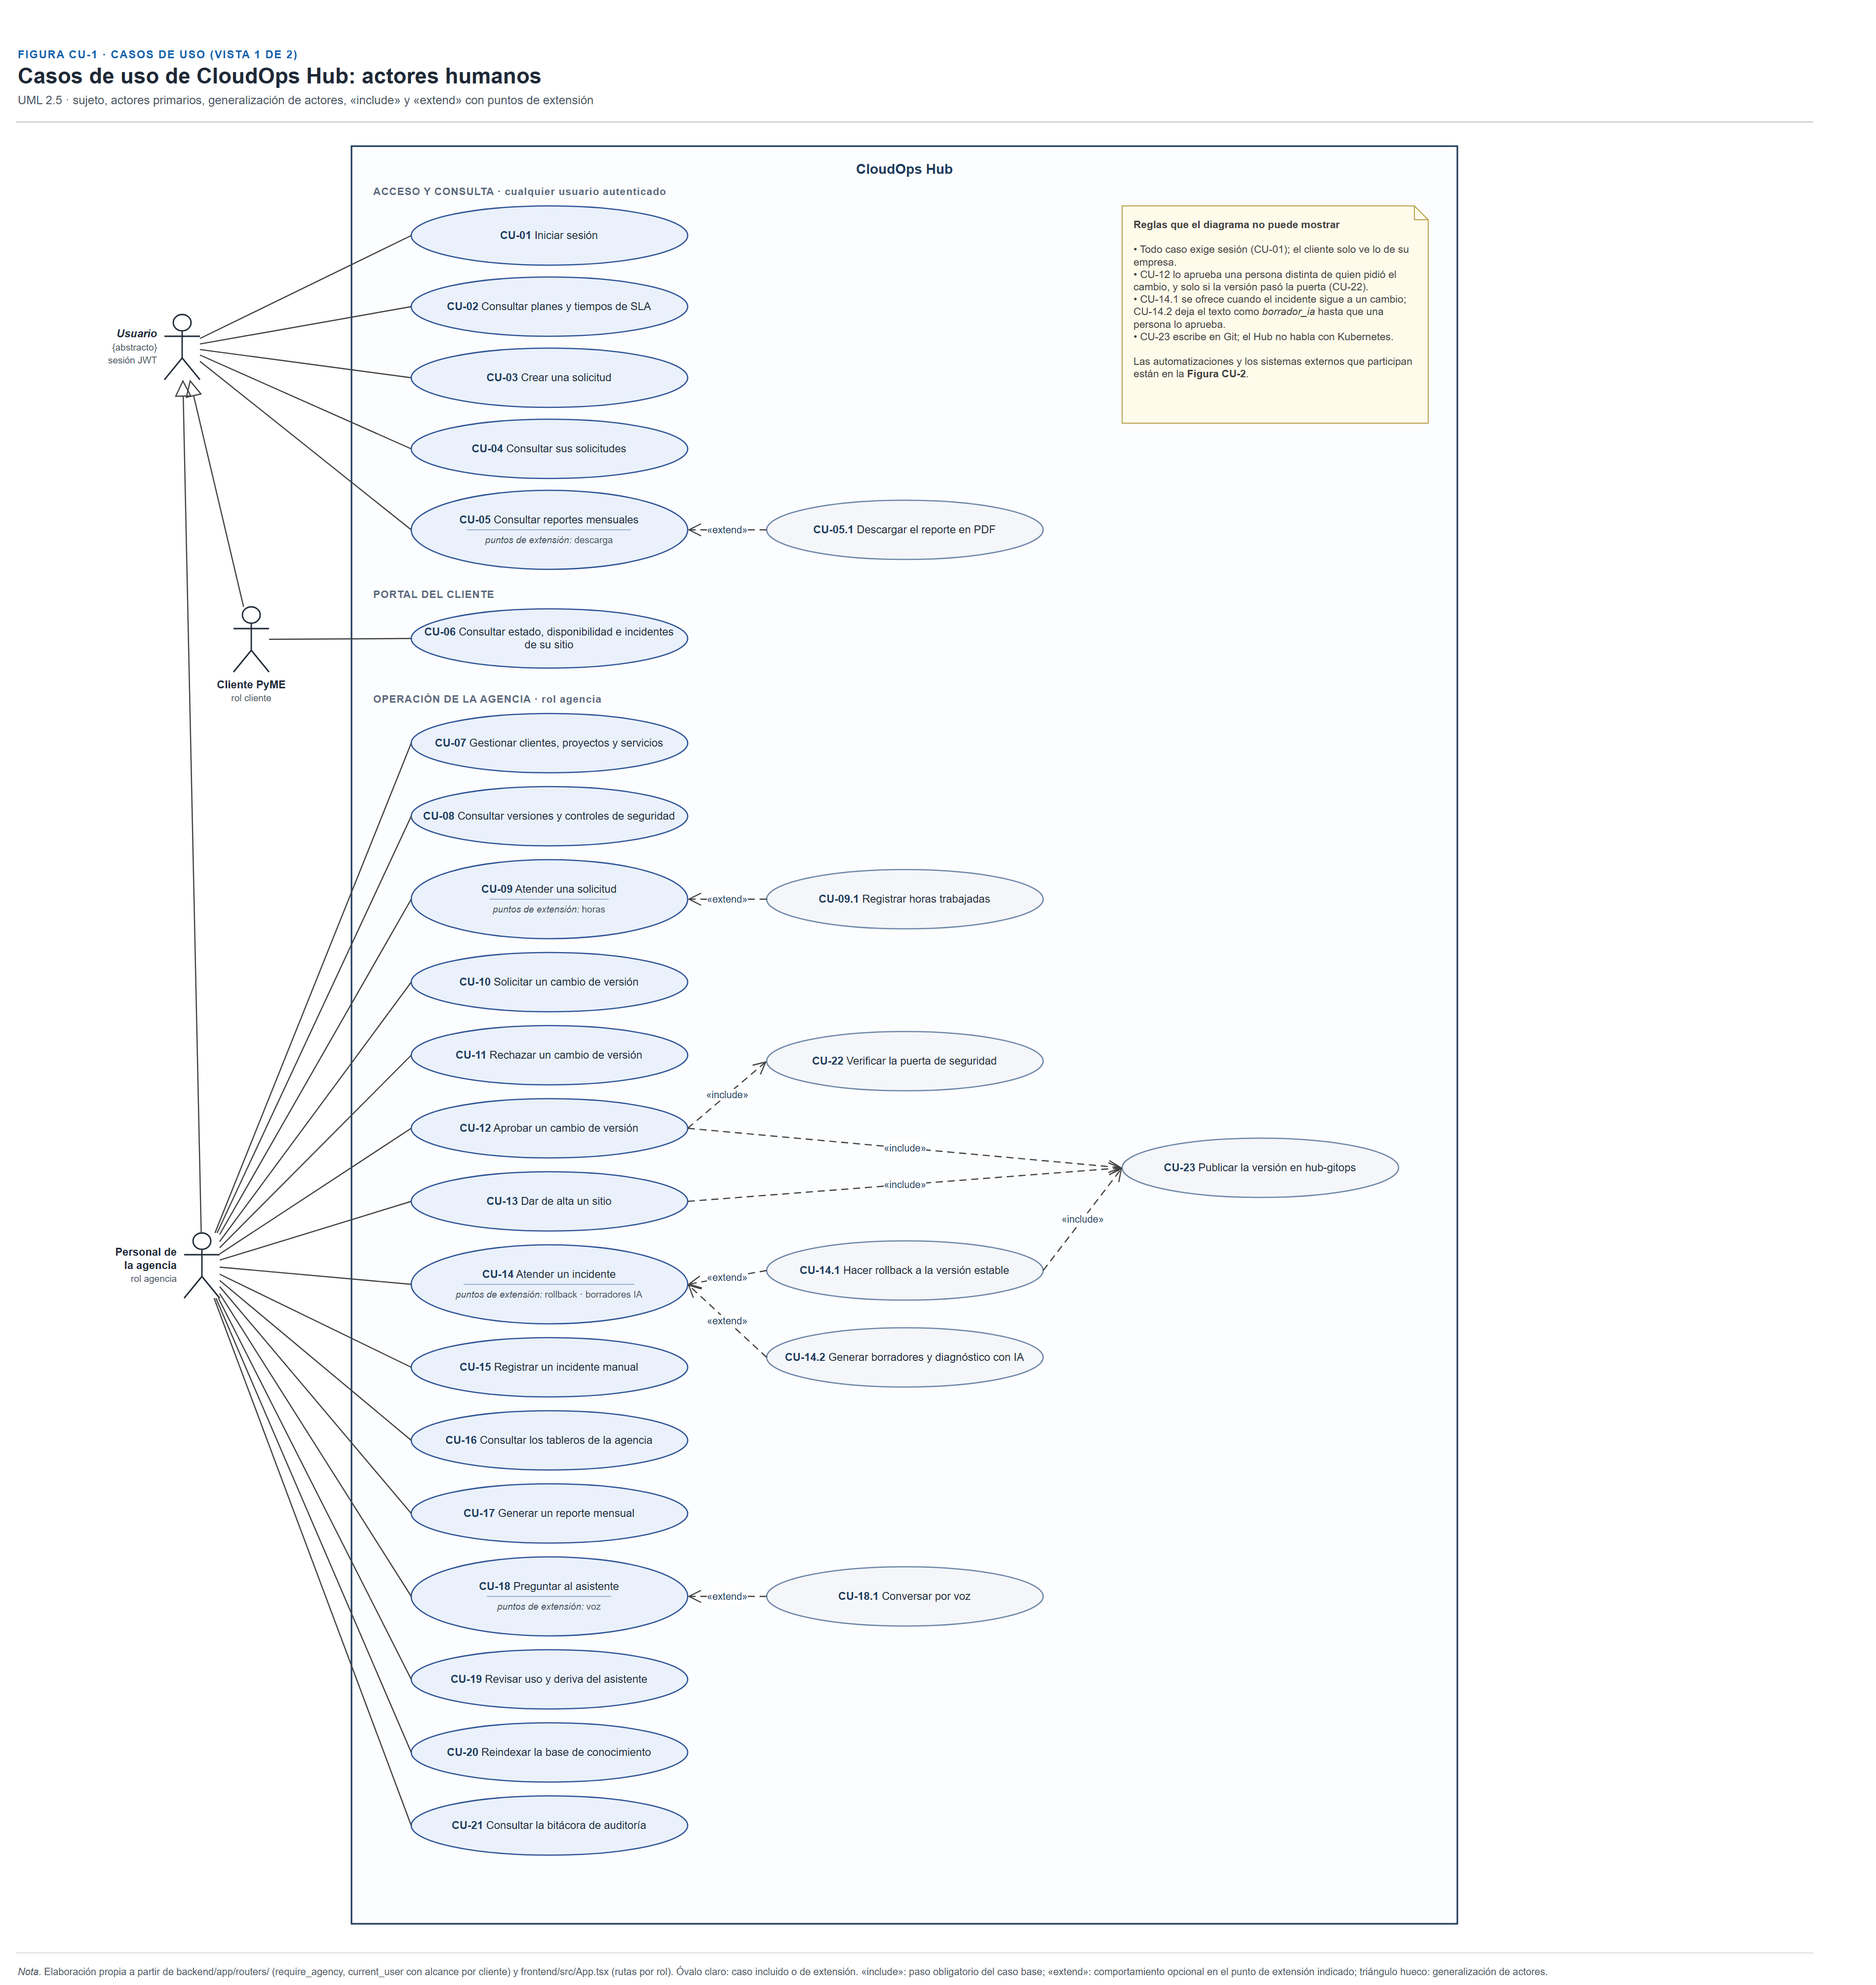 FIGURA CU-1 · CASOS DE USO (VISTA 1 DE 2)
Casos de uso de CloudOps Hub: actores humanos
UML 2.5 · sujeto, actores primarios, generalización de actores, «include» y «extend» con puntos de extensión
CloudOps Hub
ACCESO Y CONSULTA · cualquier usuario autenticado
CU-01 Iniciar sesión
CU-02 Consultar planes y tiempos de SLA
CU-03 Crear una solicitud
CU-04 Consultar sus solicitudes
CU-05 Consultar reportes mensuales
puntos de extensión: descarga
«extend»
CU-05.1 Descargar el reporte en PDF
Reglas que el diagrama no puede mostrar
• Todo caso exige sesión (CU-01); el cliente solo ve lo de su
empresa.
• CU-12 lo aprueba una persona distinta de quien pidió el
cambio, y solo si la versión pasó la puerta (CU-22).
• CU-14.1 se ofrece cuando el incidente sigue a un cambio;
CU-14.2 deja el texto como borrador_ia hasta que una
persona lo aprueba.
• CU-23 escribe en Git; el Hub no habla con Kubernetes.
Las automatizaciones y los sistemas externos que participan
están en la Figura CU-2.
Usuario
{abstracto}
sesión JWT
PORTAL DEL CLIENTE
CU-06 Consultar estado, disponibilidad e incidentes
de su sitio
Cliente PyME
rol cliente
OPERACIÓN DE LA AGENCIA · rol agencia
CU-07 Gestionar clientes, proyectos y servicios
CU-08 Consultar versiones y controles de seguridad
CU-09 Atender una solicitud
puntos de extensión: horas
«extend»
CU-09.1 Registrar horas trabajadas
CU-10 Solicitar un cambio de versión
CU-11 Rechazar un cambio de versión
CU-22 Verificar la puerta de seguridad
«include»
CU-12 Aprobar un cambio de versión
«include»
CU-23 Publicar la versión en hub-gitops
«include»
CU-13 Dar de alta un sitio
«include»
Personal de
la agencia
rol agencia
CU-14 Atender un incidente
puntos de extensión: rollback · borradores IA
«extend»
CU-14.1 Hacer rollback a la versión estable
«extend»
CU-14.2 Generar borradores y diagnóstico con IA
CU-15 Registrar un incidente manual
CU-16 Consultar los tableros de la agencia
CU-17 Generar un reporte mensual
CU-18 Preguntar al asistente
puntos de extensión: voz
«extend»
CU-18.1 Conversar por voz
CU-19 Revisar uso y deriva del asistente
CU-20 Reindexar la base de conocimiento
CU-21 Consultar la bitácora de auditoría
Nota. Elaboración propia a partir de backend/app/routers/ (require_agency, current_user con alcance por cliente) y frontend/src/App.tsx (rutas por rol). Óvalo claro: caso incluido o de extensión. «include»: paso obligatorio del caso base; «extend»: comportamiento opcional en el punto de extensión indicado; triángulo hueco: generalización de actores.